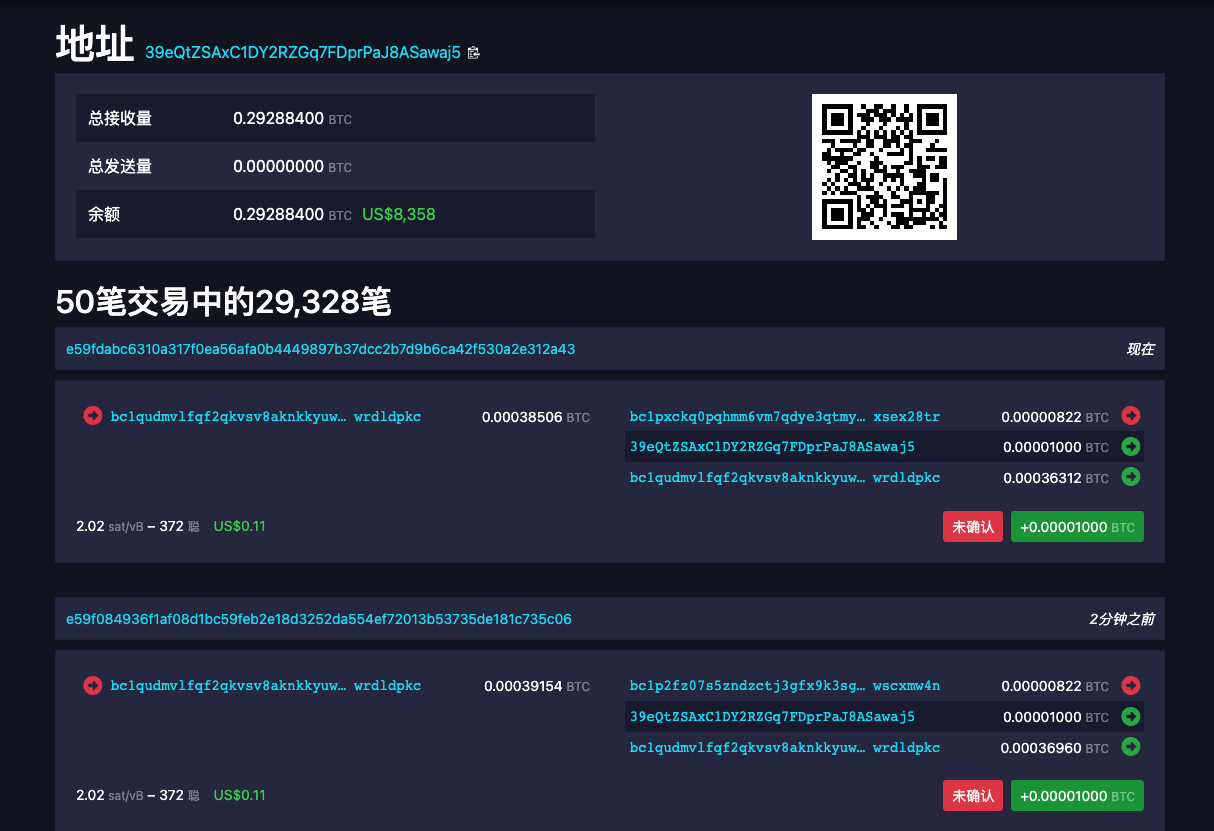 地址 39eQtZSAxC1DY2RZGq7FDprPaJ8ASawaj5
总接收量 0.29288400 BTC
总发送量 0.00000000 BTC
余额 0.29288400 BTC US$8,358
50笔交易中的29,328笔
e59fdabc6310a317f0ea56afa0b4449897b37dcc2b7d9b6ca42f530a2e312a43 现在
bc1qudmvlfqf2qkvsv8aknkkyuw… wrdldpkc 0.00038506 BTC bc1pxckq0pqhmm6vm7qdye3qtmy… xsex28tr 0.00000822 BTC
39eQtZSAxC1DY2RZGq7FDprPaJ8ASawaj5 0.00001000 BTC
bc1qudmvlfqf2qkvsv8aknkkyuw… wrdldpkc 0.00036312 BTC
2.02 sat/vB – 372 聪 US$0.11 未确认 +0.00001000 BTC
e59f084936f1af08d1bc59feb2e18d3252da554ef72013b53735de181c735c06 2分钟之前
bc1qudmvlfqf2qkvsv8aknkkyuw… wrdldpkc 0.00039154 BTC bc1p2fz07s5zndzctj3gfx9k3sg… wscxmw4n 0.00000822 BTC
39eQtZSAxC1DY2RZGq7FDprPaJ8ASawaj5 0.00001000 BTC
bc1qudmvlfqf2qkvsv8aknkkyuw… wrdldpkc 0.00036960 BTC
2.02 sat/vB – 372 聪 US$0.11 未确认 +0.00001000 BTC